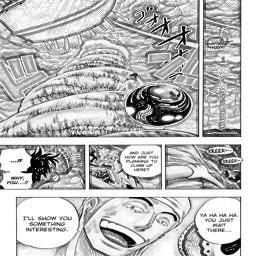 KREEK...
KREEK...
...!!
WHY,
YOU...!!
AND JUST
HOW ARE YOU
PLANNING TO
CLIMB UP
HERE?
I'LL SHOW YOU
SOMETHING
INTERESTING.
YA HA HA HA.
YOU JUST
WAIT
THERE...